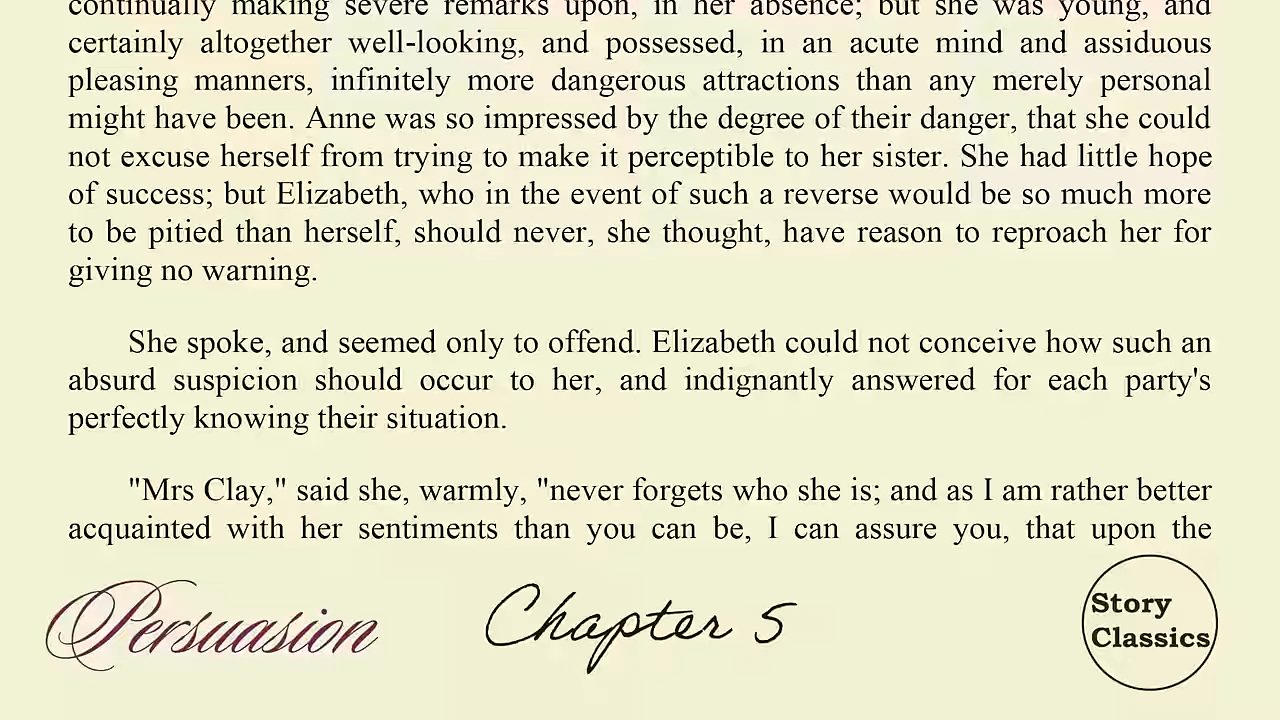 continually making severe remarks upon, in her absence; but she was young, and
certainly altogether well-looking, and possessed, in an acute mind and assiduous
pleasing manners, infinitely more dangerous attractions than any merely personal
might have been. Anne was so impressed by the degree of their danger, that she could
not excuse herself from trying to make it perceptible to her sister. She had little hope
of success; but Elizabeth, who in the event of such a reverse would be so much more
to be pitied than herself, should never, she thought, have reason to reproach her for
giving no warning.
She spoke, and seemed only to offend. Elizabeth could not conceive how such an
absurd suspicion should occur to her, and indignantly answered for each party's
perfectly knowing their situation.
"Mrs Clay," said she, warmly, "never forgets who she is; and as I am rather better
acquainted with her sentiments than you can be, I can assure you, that upon the
Persuasion
Chapter 5
Story
Classics